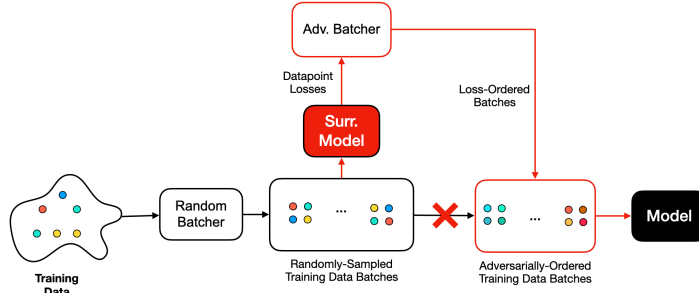 Adv. Batcher
Datapoint
Losses
Loss-Ordered
Batches
Surr.
Model
Random
Batcher
...
...
Model
Randomly-Sampled
Training Data Batches
Adversarially-Ordered
Training Data Batches
Training
Data